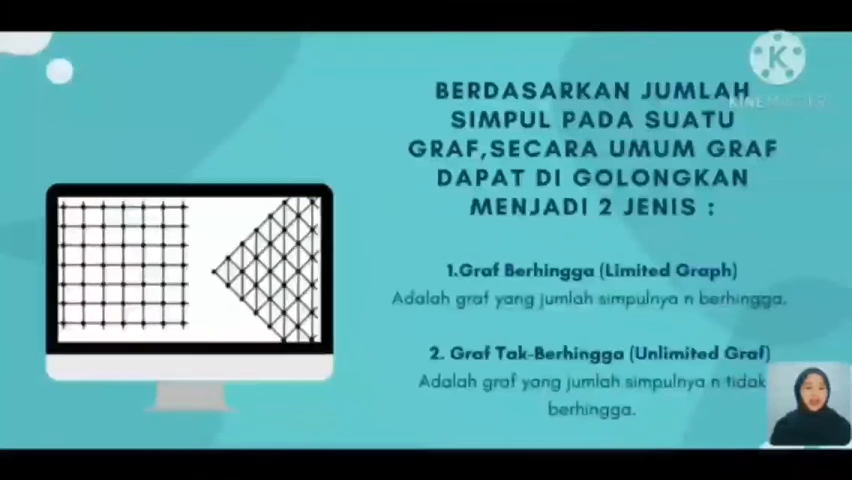 K
KINEMASTER
BERDASARKAN JUMLAH
SIMPUL PADA SUATU
GRAF,SECARA UMUM GRAF
DAPAT DI GOLONGKAN
MENJADI 2 JENIS :
1.Graf Berhingga (Limited Graph)
Adalah graf yang jumlah simpulnya n berhingga.
2. Graf Tak-Berhingga (Unlimited Graf)
Adalah graf yang jumlah simpulnya n tidak
berhingga.